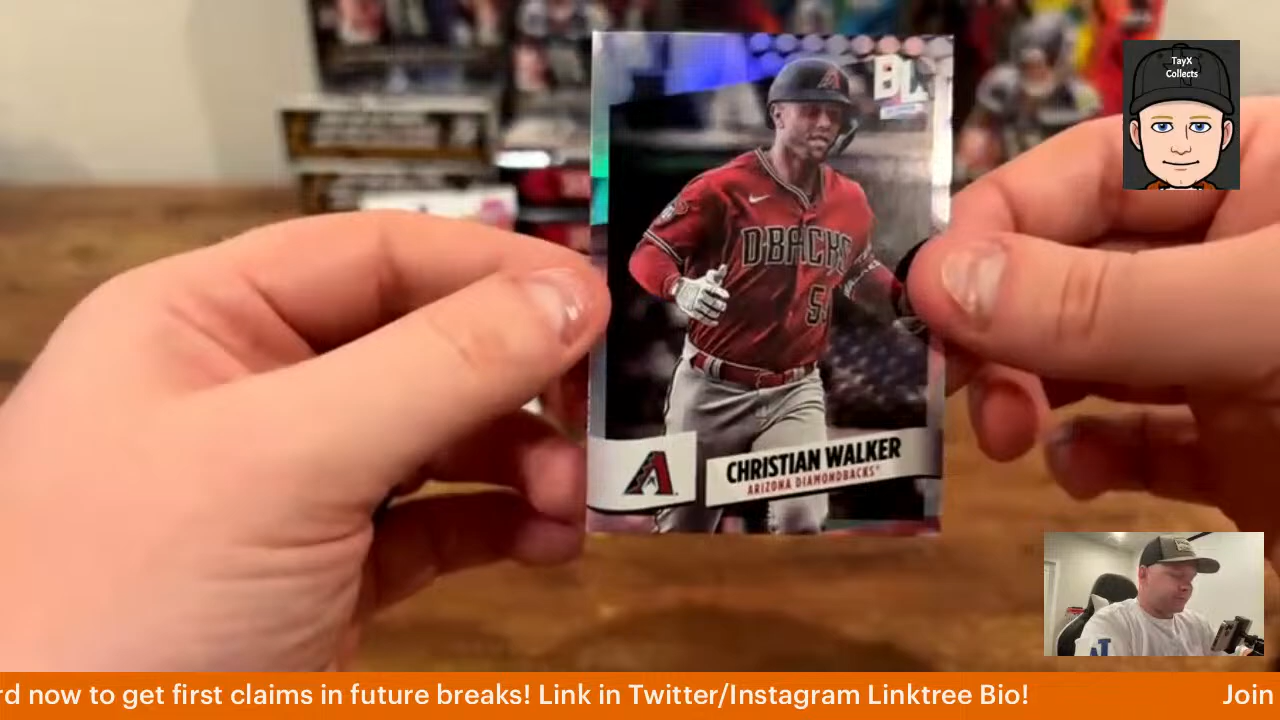 TayX
Collects
BL
DBACKS
5
CHRISTIAN WALKER
ARIZONA DIAMONDBACKS
rd now to get first claims in future breaks! Link in Twitter/Instagram Linktree Bio!
Join